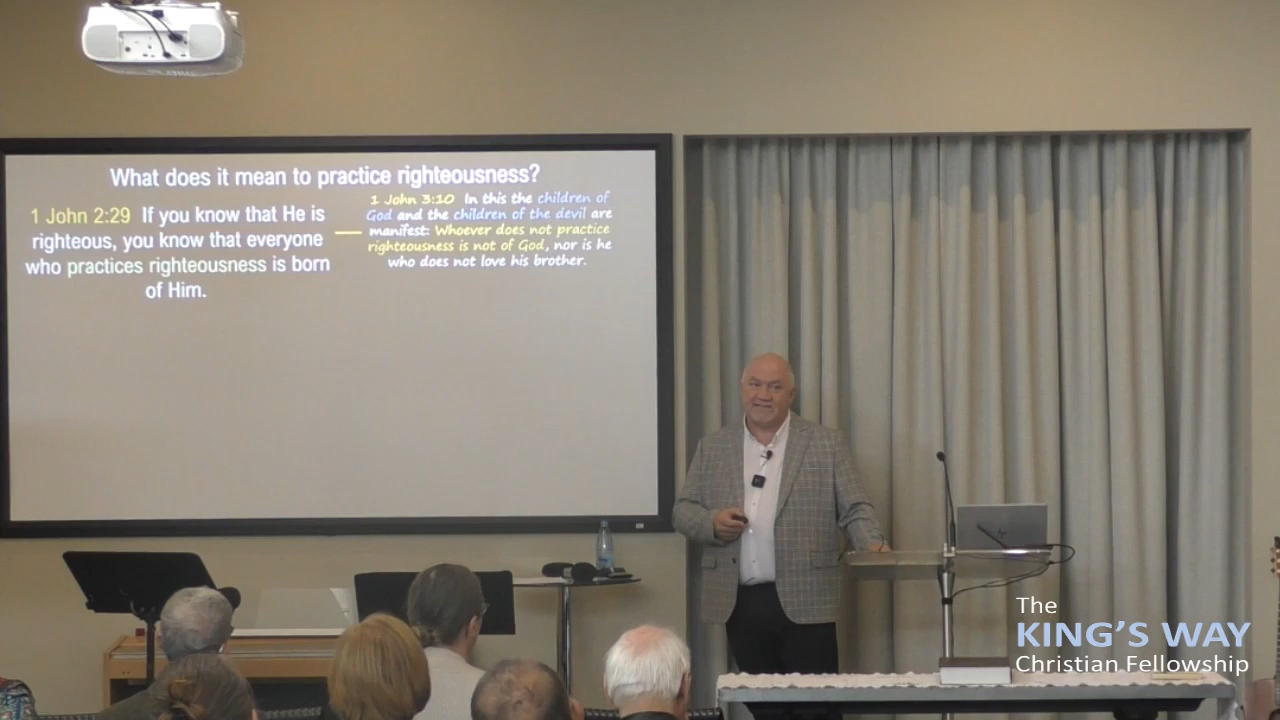 What does it mean to practice righteousness?
1 John 2:29 If you know that He is
righteous, you know that everyone
who practices righteousness is born
of Him.
1 John 3:10 In this the children of
God and the children of the devil are
manifest: Whoever does not practice
righteousness is not of God, nor is he
who does not love his brother.
The
KING'S WAY
Christian Fellowship